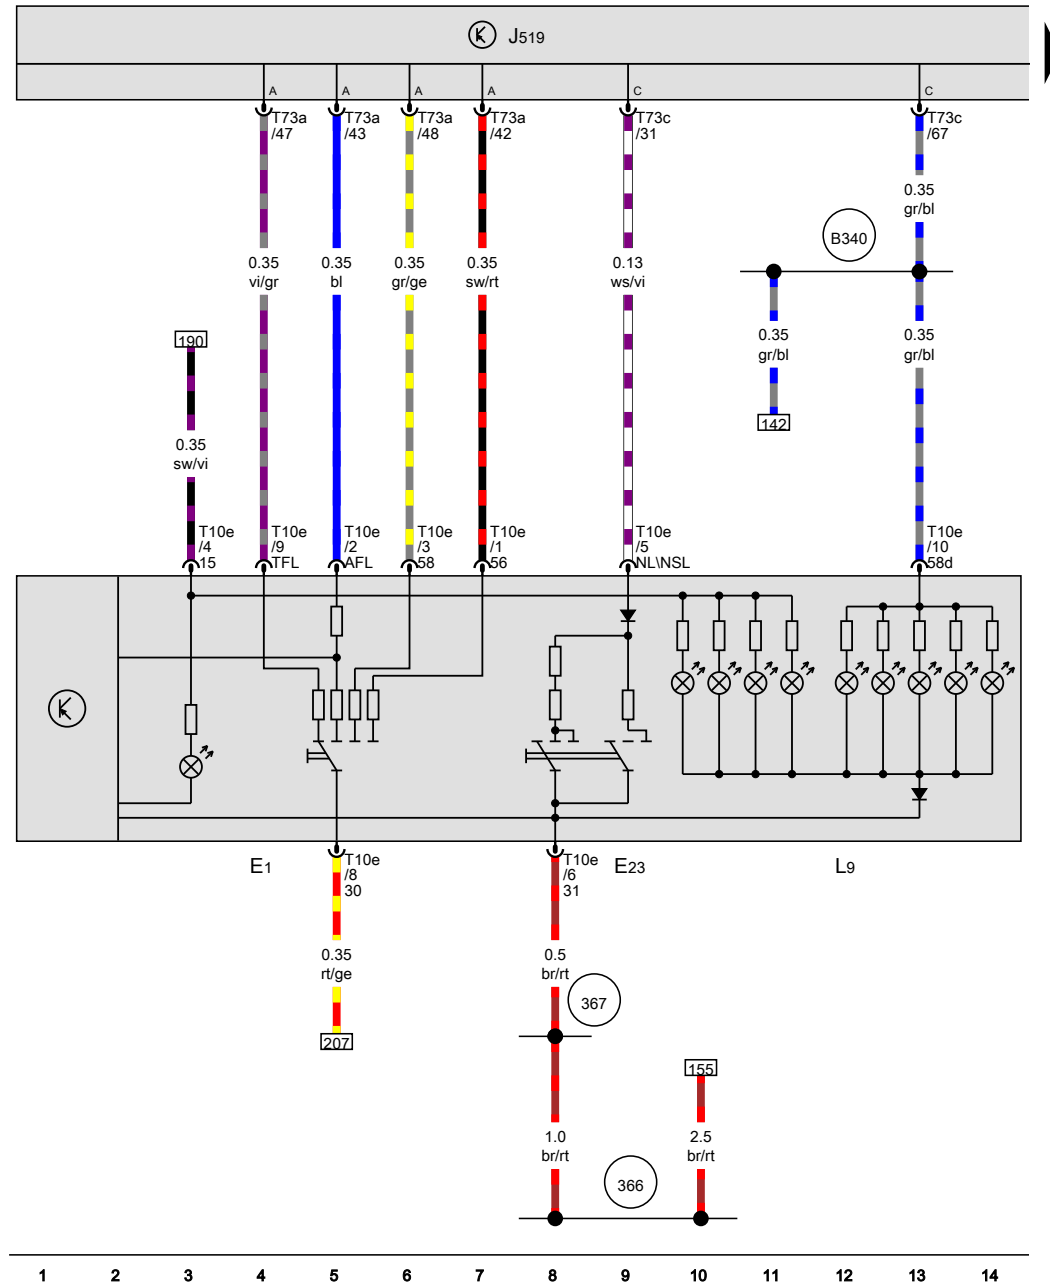 J519
A A A A C C
T73a T73a T73a T73a T73c T73c
/47 /43 /48 /42 /31 /67
0.35
gr/bl
B340
0.35 0.35 0.35 0.35 0.13
vi/gr bl gr/ge sw/rt ws/vi
190
0.35 0.35
gr/bl gr/bl
142
0.35
sw/vi
T10e T10e T10e T10e T10e T10e T10e
/4 /9 /2 /3 /1 /5 /10
15 TFL AFL 58 56 NL\NSL 58d
E1 E23 L9
T10e T10e
/8 /6
30 31
0.35 0.5
rt/ge br/rt
367
207
155
1.0 2.5
br/rt br/rt
366
1 2 3 4 5 6 7 8 9 10 11 12 13 14